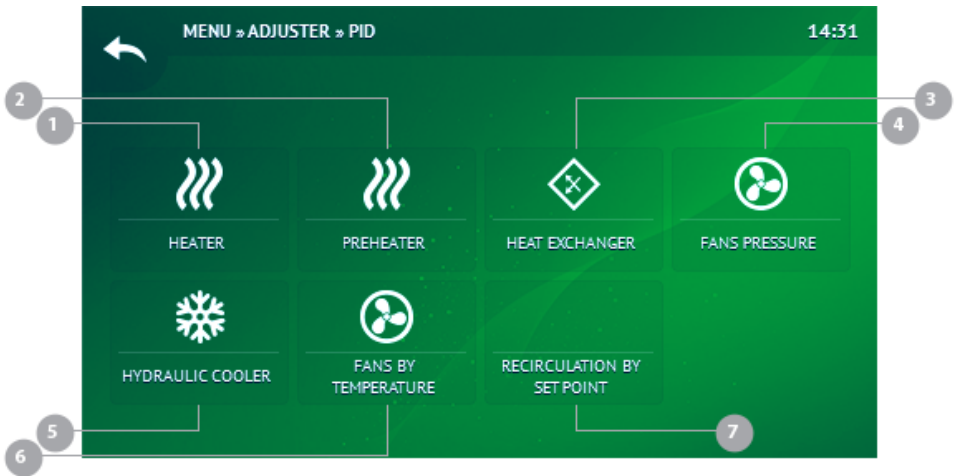 MENU » ADJUSTER » PID
14:31
2
1
3
4
HEATER
PREHEATER
HEAT EXCHANGER
FANS PRESSURE
HYDRAULIC COOLER
FANS BY
TEMPERATURE
RECIRCULATION BY
SET POINT
5
6
7